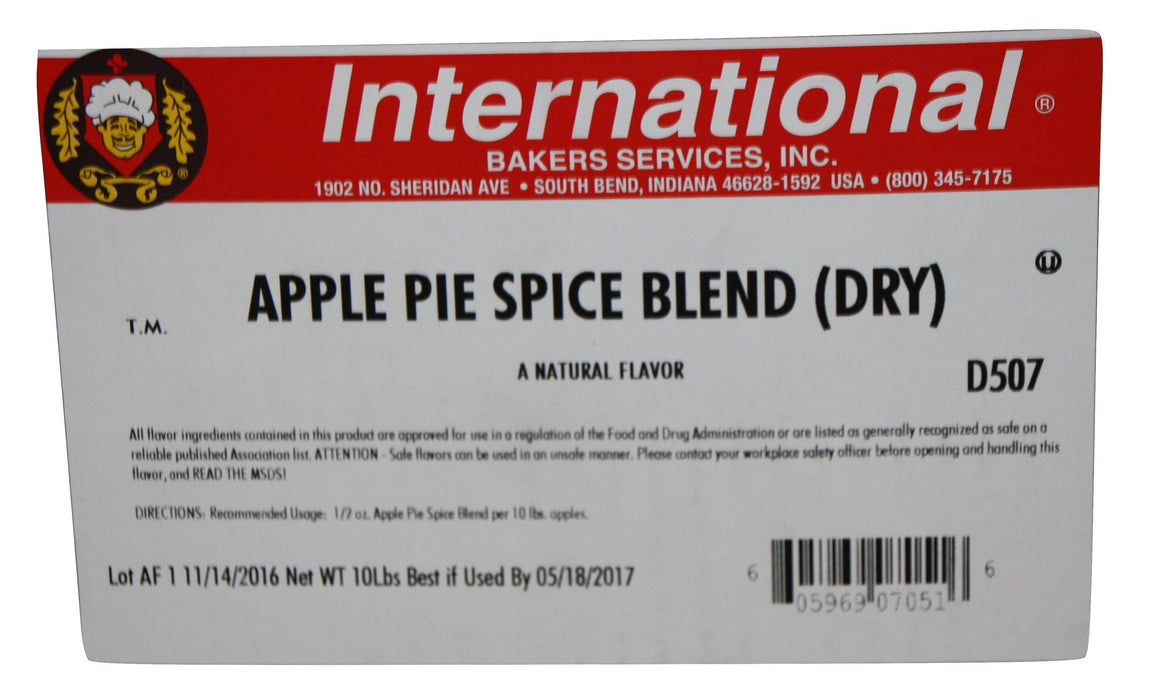 International ®
BAKERS SERVICES, INC.
1902 NO. SHERIDAN AVE • SOUTH BEND, INDIANA 46628-1592 USA • (800) 345-7175
®
U
APPLE PIE SPICE BLEND (DRY)
T.M.
A NATURAL FLAVOR
D507
All flavor ingredients contained in this product are approved for use in a regulation of the Food and Drug Administration or are listed as generally recognized as safe on a
reliable published Association list. ATTENTION - Safe flavors can be used in an unsafe manner. Please contact your workplace safety officer before opening and handling this
flavor, and READ THE MSDS!
DIRECTIONS: Recommended Usage: 1/2 oz. Apple Pie Spice Blend per 10 lbs. apples.
Lot AF 1 11/14/2016 Net WT 10Lbs Best if Used By 05/18/2017
6 05969 07051 6